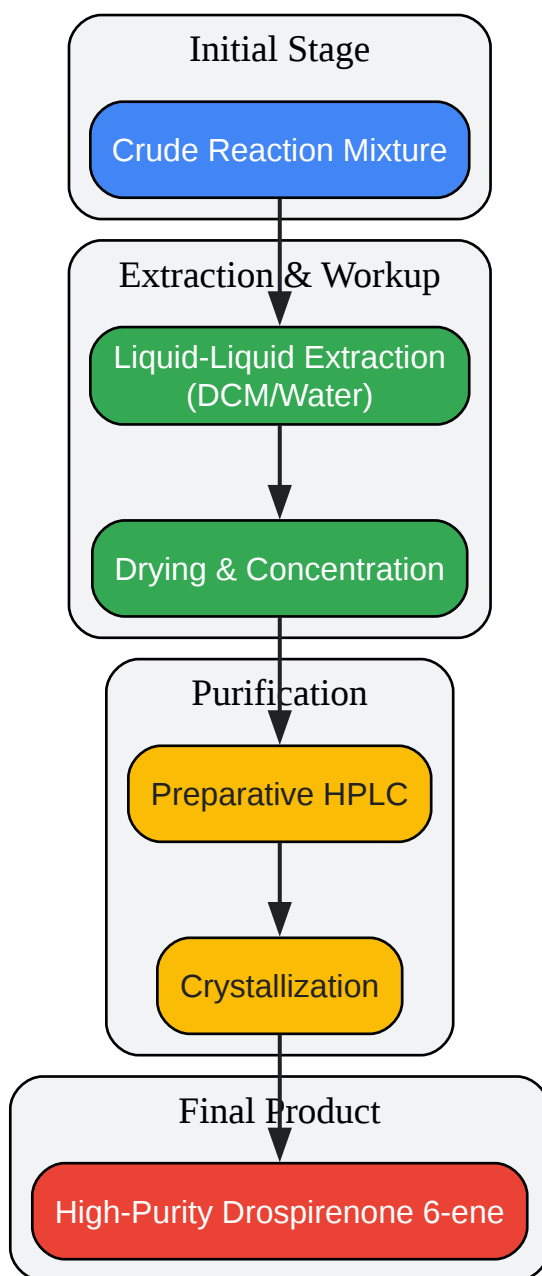 Initial Stage
Crude Reaction Mixture
Extraction & Workup
Liquid-Liquid Extraction
(DCM/Water)
Drying & Concentration
Purification
Preparative HPLC
Crystallization
Final Product
High-Purity Drospirenone 6-ene